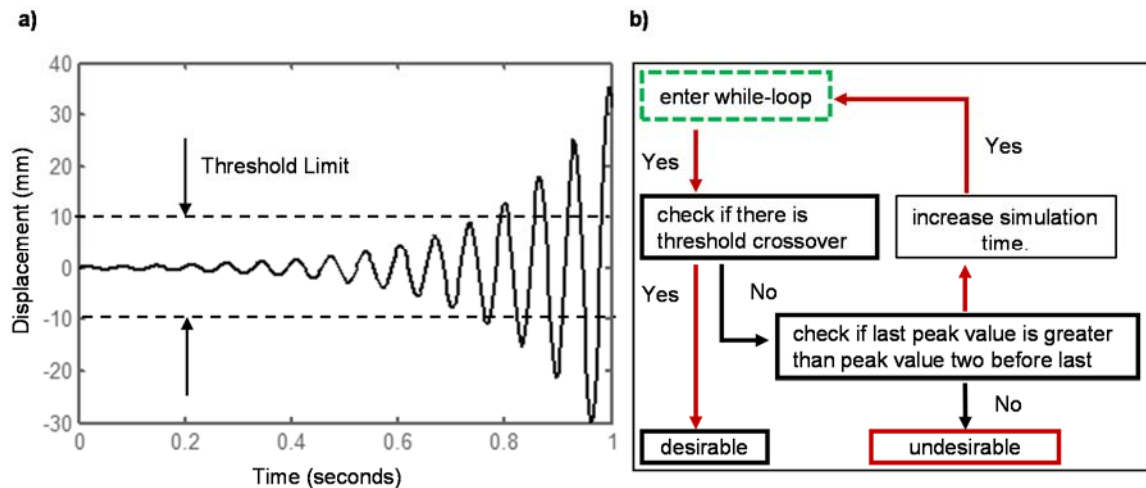 a)
40
30
20
10
0
-10
-20
-30
Displacement (mm)
Threshold Limit
0
0.2
0.4
0.6
0.8
1
Time (seconds)
b)
enter while-loop
Yes
Yes
check if there is
threshold crossover
increase simulation
time.
Yes
No
check if last peak value is greater
than peak value two before last
No
desirable
undesirable